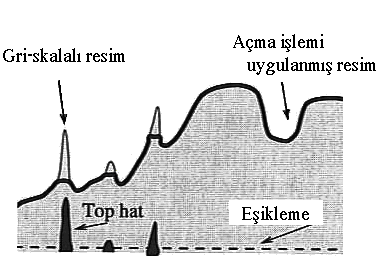 Gri-skalalı resim
Açma işlemi
uygulanmış resim
Top hat
Eşikleme